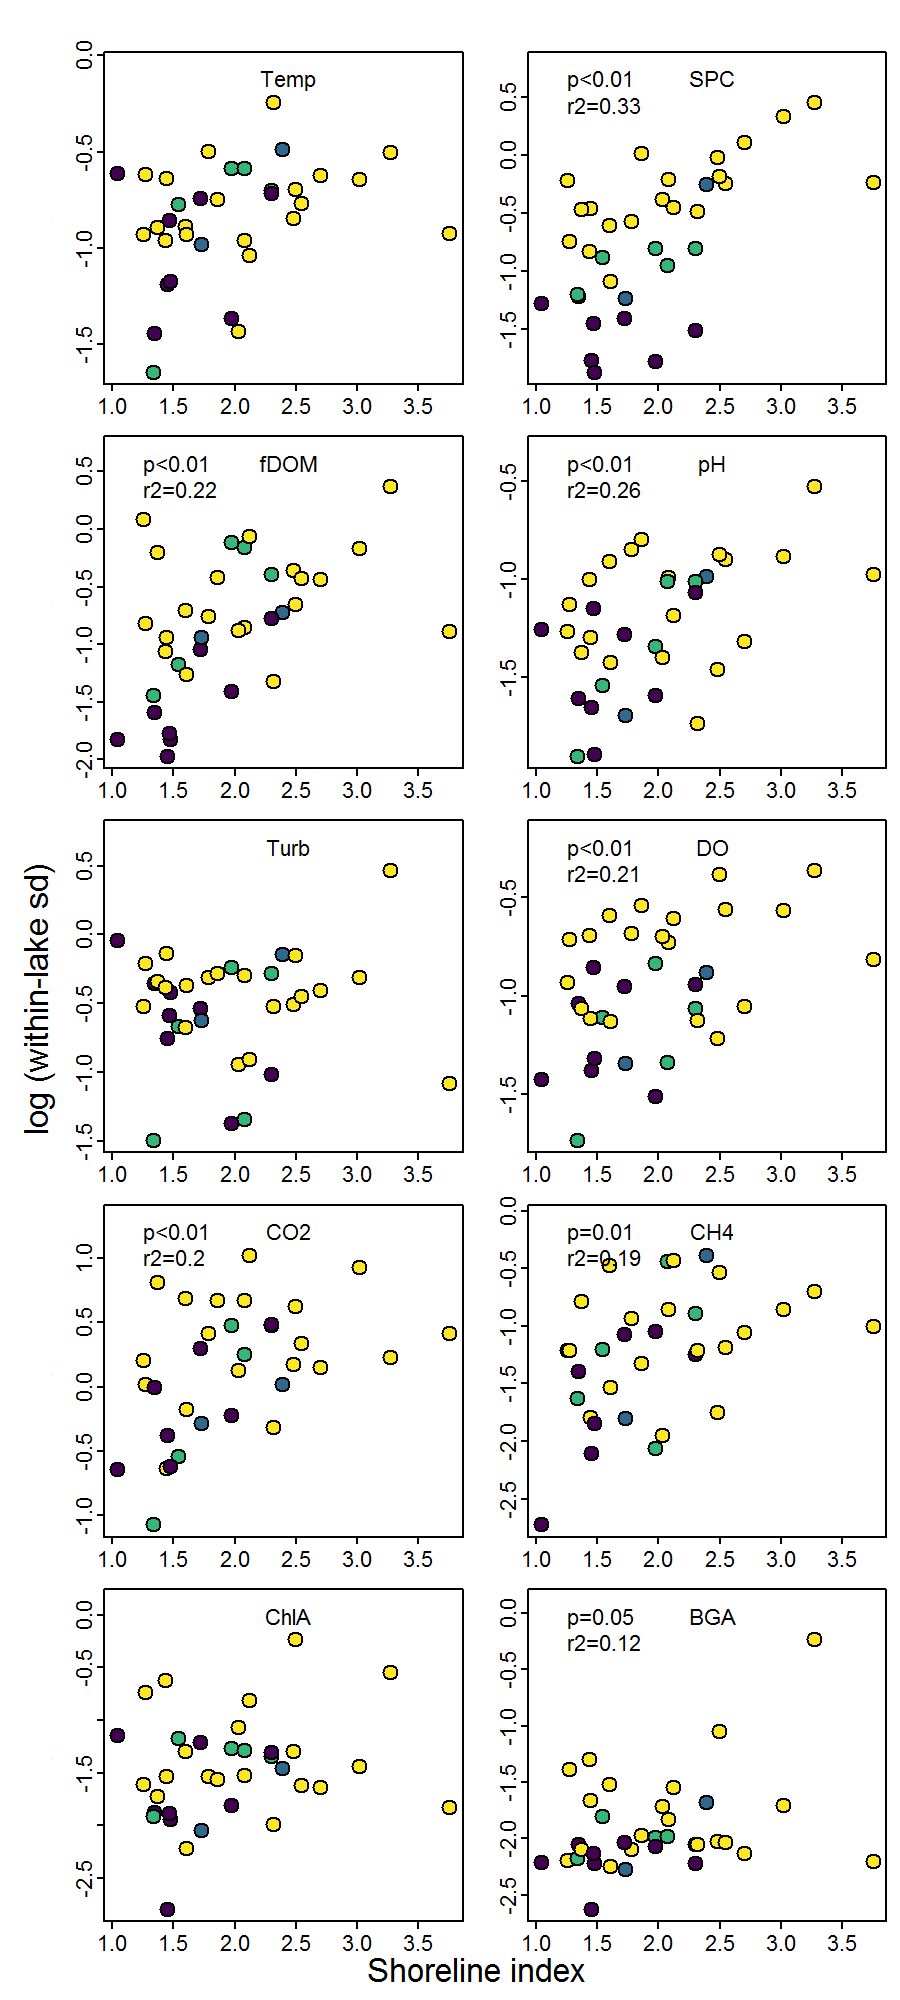 Temp
0.0
-0.5
-1.0
-1.5
1.0 1.5 2.0 2.5 3.0 3.5
p<0.01 SPC
r2=0.33
0.5
0.0
-0.5
-1.0
-1.5
1.0 1.5 2.0 2.5 3.0 3.5
p<0.01 fDOM
r2=0.22
0.5
0.0
-0.5
-1.0
-1.5
-2.0
1.0 1.5 2.0 2.5 3.0 3.5
p<0.01 pH
r2=0.26
-0.5
-1.0
-1.5
1.0 1.5 2.0 2.5 3.0 3.5
Turb
0.5
0.0
-0.5
-1.0
-1.5
1.0 1.5 2.0 2.5 3.0 3.5
p<0.01 DO
r2=0.21
-0.5
-1.0
-1.5
1.0 1.5 2.0 2.5 3.0 3.5
p<0.01 CO2
r2=0.2
1.0
0.5
0.0
-0.5
-1.0
1.0 1.5 2.0 2.5 3.0 3.5
p=0.01 CH4
r2=0.19
0.0
-0.5
-1.0
-1.5
-2.0
-2.5
1.0 1.5 2.0 2.5 3.0 3.5
ChlA
0.0
-0.5
-1.5
-2.5
1.0 1.5 2.0 2.5 3.0 3.5
p=0.05 BGA
r2=0.12
0.0
-0.5
-1.0
-1.5
-2.0
-2.5
1.0 1.5 2.0 2.5 3.0 3.5
log (within-lake sd)
Shoreline index